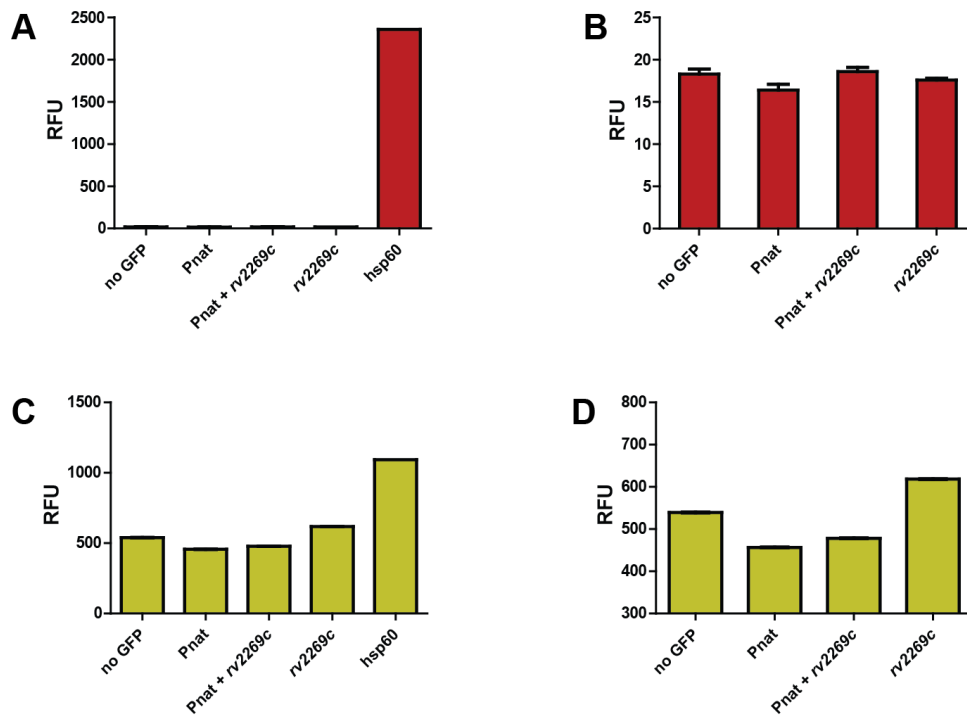 A
RFU
2500
2000
1500
1000
500
0
no GFP
Pnat
Pnat + rv2269c
rv2269c
hsp60
B
RFU
25
20
15
10
5
0
no GFP
Pnat
Pnat + rv2269c
rv2269c
C
RFU
1500
1000
500
0
no GFP
Pnat
Pnat + rv2269c
rv2269c
hsp60
D
RFU
800
700
600
500
400
300
no GFP
Pnat
Pnat + rv2269c
rv2269c